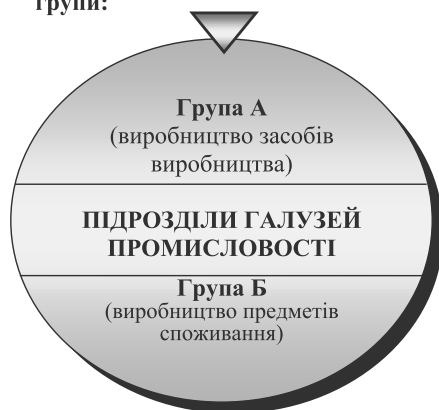 групи:
Група А
(виробництво засобів
виробництва)
ПІДРОЗДІЛИ ГАЛУЗЕЙ
ПРОМИСЛОВОСТІ
Група Б
(виробництво предметів
споживання)